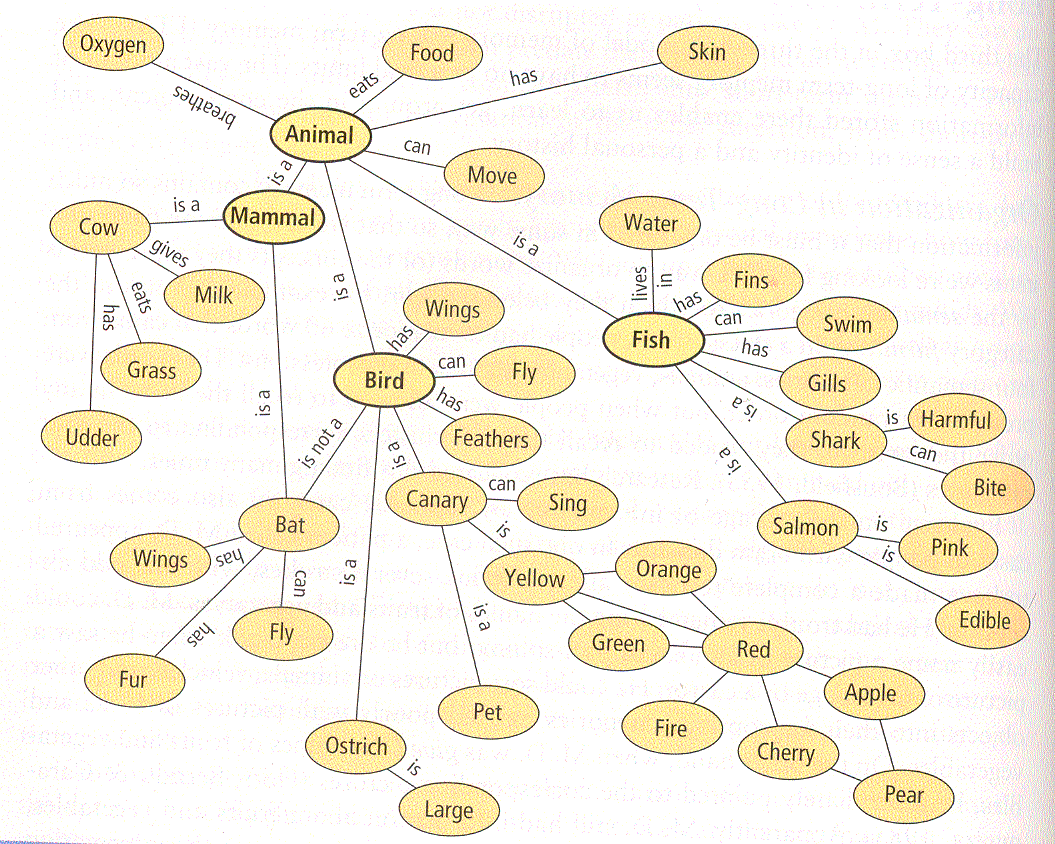 Oxygen
Food
Skin
breathes
eats
has
Animal
can
Move
is a
Mammal
is a
Cow
gives
Milk
eats
has
Grass
Udder
is a
is a
is a
Water
lives
in
Fish
has
Fins
can
Swim
has
Gills
is a
Shark
is
Harmful
can
Bite
is a
Salmon
is
Pink
is
Edible
Bird
has
Wings
can
Fly
has
Feathers
is not a
Bat
has
Wings
can
Fly
has
Fur
is a
Canary
can
Sing
is
Yellow
Orange
Green
Red
Fire
Cherry
Apple
Pear
is a
Pet
is a
Ostrich
is
Large